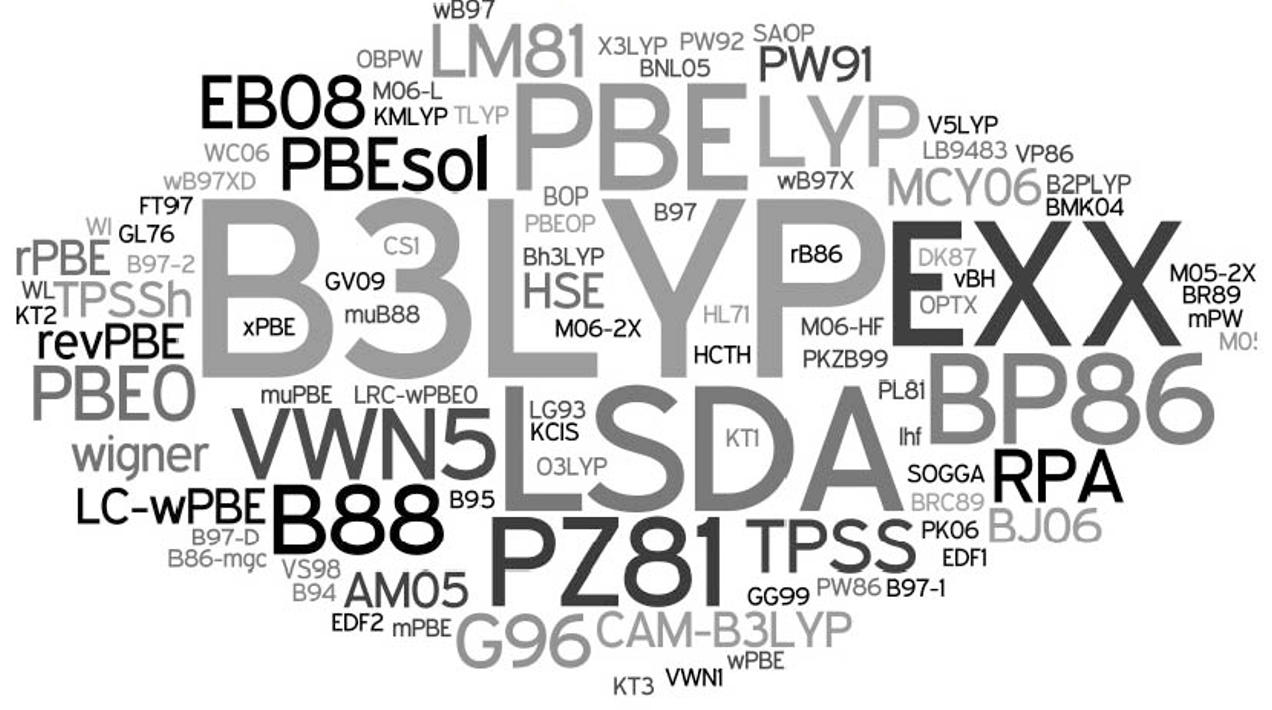 wB97
OBPW LM81 X3LYP PW92 SAOP
BNL05 PW91
EB08 M06-L
KMLYP TLYP PBE LYP V5LYP
WC06 PBEsol LB9483 VP86
wB97XD wB97X MCY06 B2PLYP
FT97 BOP B97 BMK04
WI GL76 PBEOP
rPBE B97-2 B3LYP EXX
CS1 Bh3LYP rB86 DK87
WL TPSSh GV09 HSE vBH M05-2X
KT2 muB88 HL71 OPTX BR89
xPBE M06-2X M06-HF mPW
revPBE HCTH PKZB99
PBE0 muPBE LRC-wPBE0 PL81 BP86
VWN5 LG93 LSDA
KCIS KT1 lhf
wigner O3LYP SOGGA RPA
LC-wPBE B88 B95 BRC89
B97-D PZ81 TPSS PK06 BJ06
B86-mgc VS98 EDF1
B94 AM05 GG99 PW86 B97-1
EDF2 mPBE G96 CAM-B3LYP
wPBE
KT3 VWN1